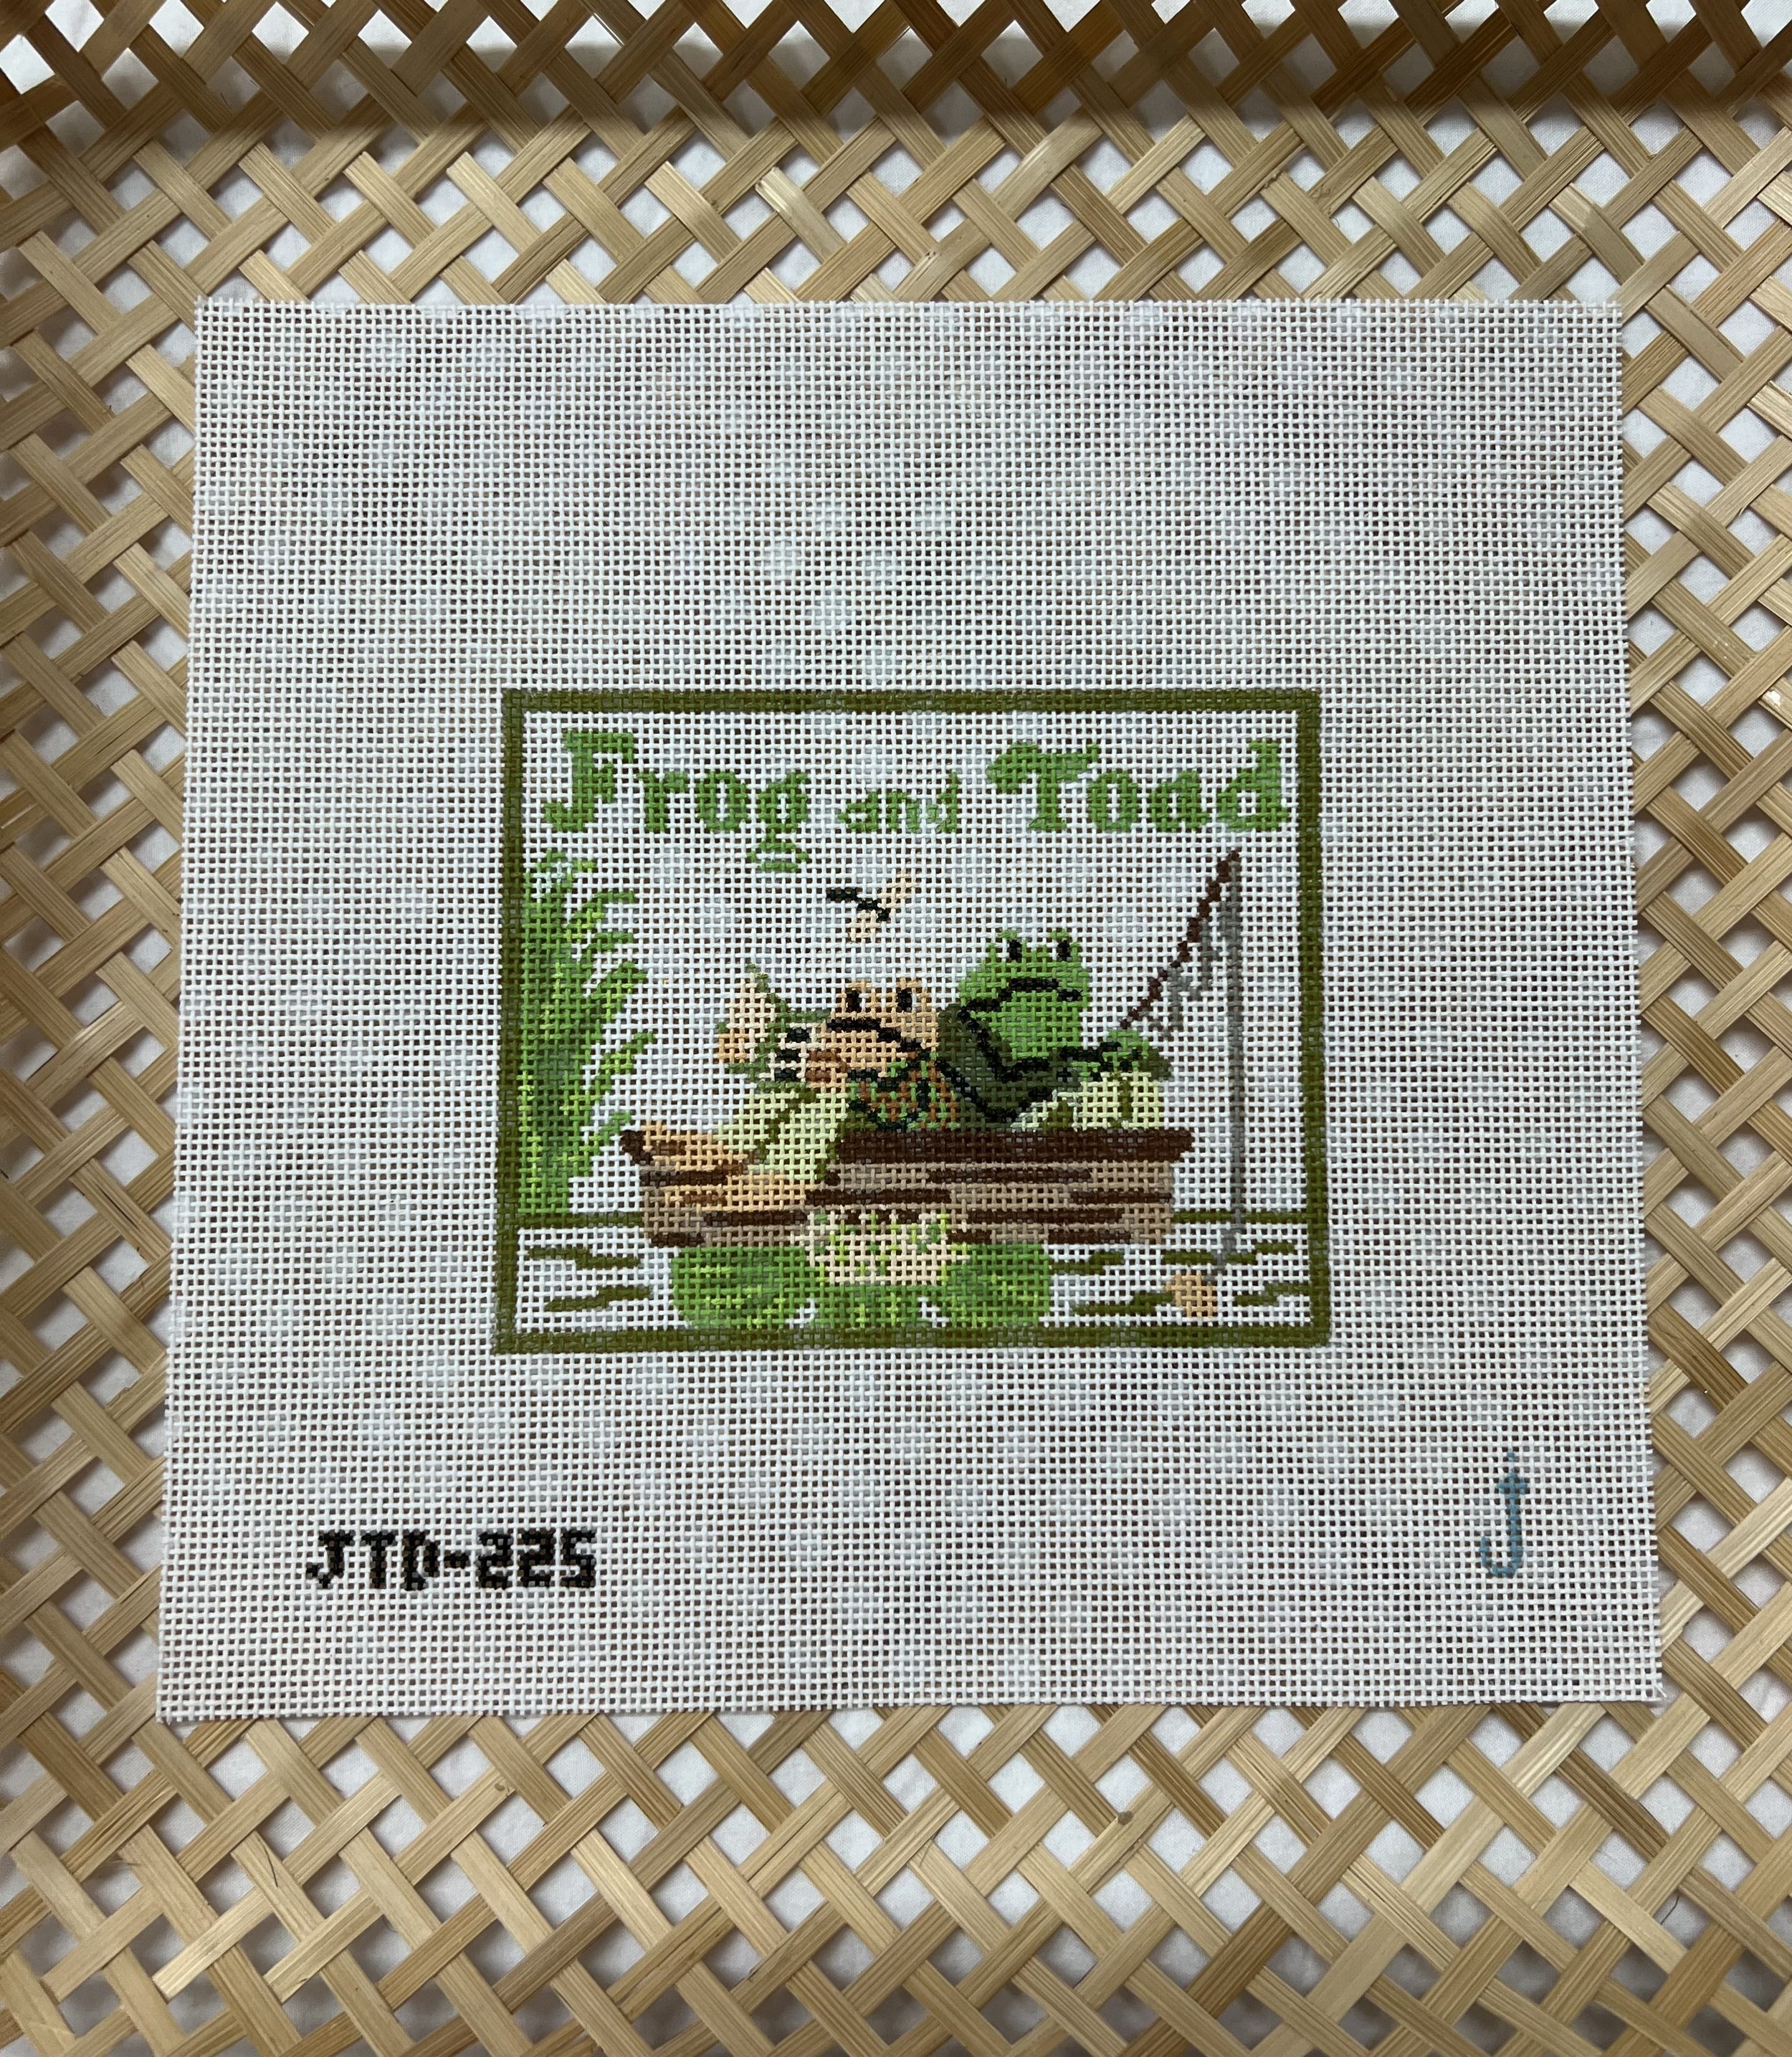 Frog and Toad
JTD-225
J